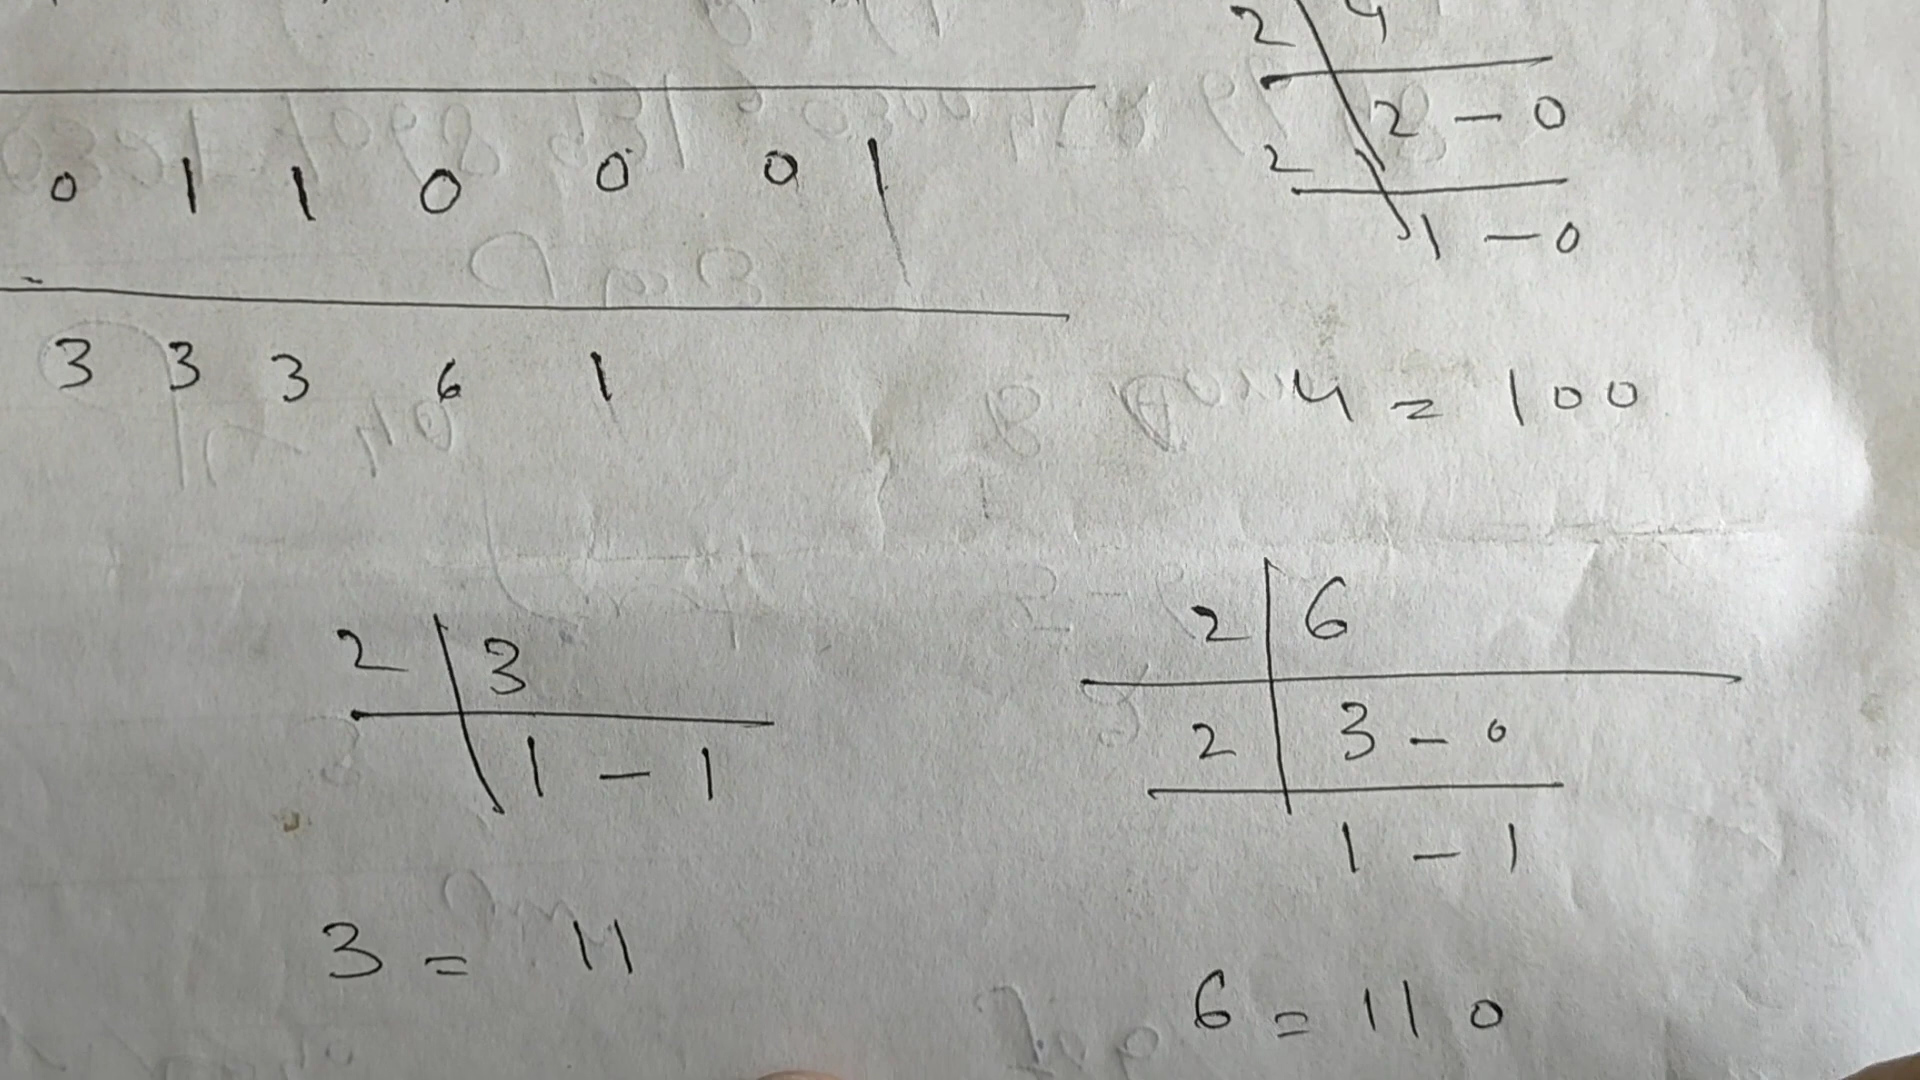 0 1 1 0 0 0 1
3 3 3 6 1
2 4
2 2 - 0
1 - 0
4 = 100
2 3
1 - 1
3 = 11
2 6
2 3 - 0
1 - 1
6 = 110